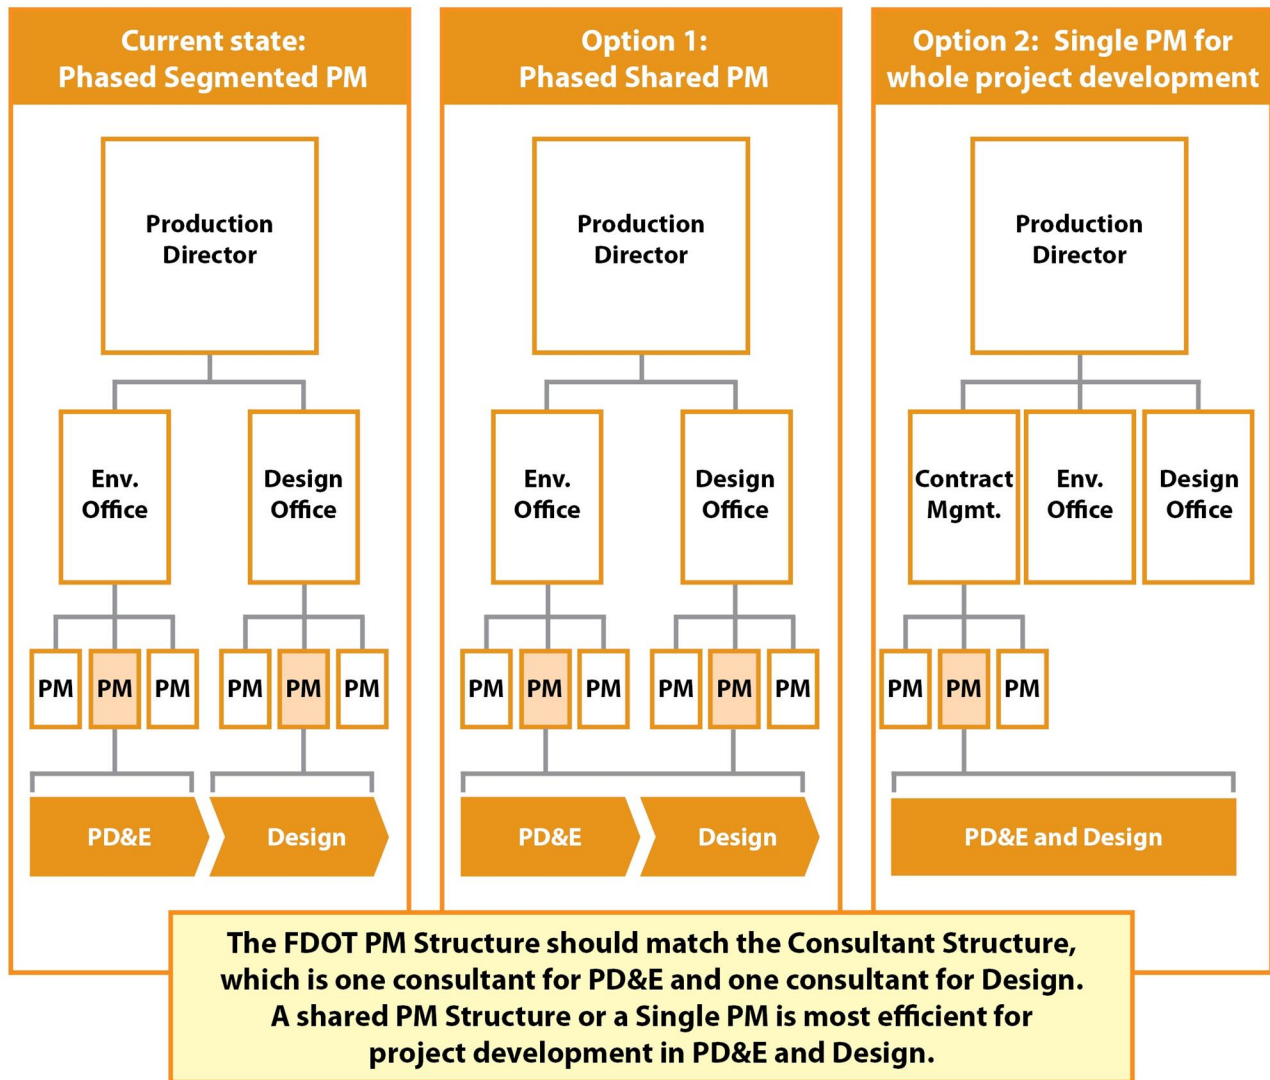 Current state:
Phased Segmented PM
Production
Director
Env.
Office
Design
Office
PM PM PM PM PM PM
PD&E Design
Option 1:
Phased Shared PM
Production
Director
Env.
Office
Design
Office
PM PM PM PM PM PM
PD&E Design
Option 2: Single PM for
whole project development
Production
Director
Contract
Mgmt.
Env.
Office
Design
Office
PM PM PM
PD&E and Design
The FDOT PM Structure should match the Consultant Structure,
which is one consultant for PD&E and one consultant for Design.
A shared PM Structure or a Single PM is most efficient for
project development in PD&E and Design.